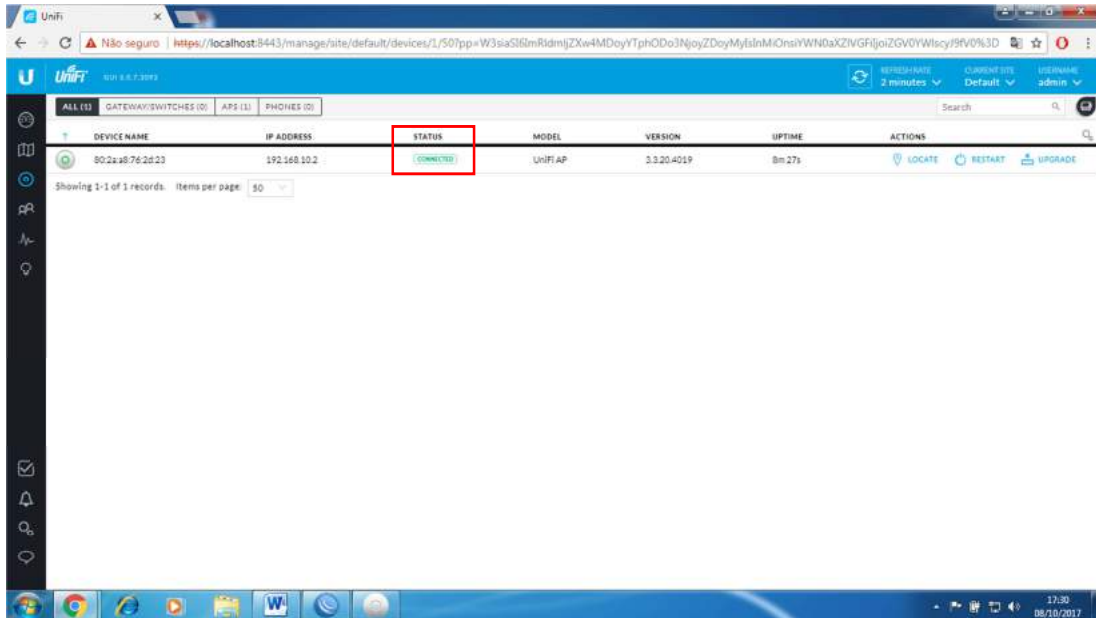 UniFi
Não seguro | https://localhost:8443/manage/site/default/devices/1/50?pp=
UniFi
REFRESH RATE
2 minutes
CURRENT SITE
Default
USERNAME
admin
ALL (1) GATEWAY/SWITCHES (0) APS (1) PHONES (0)
Search
DEVICE NAME IP ADDRESS STATUS MODEL VERSION UPTIME ACTIONS
80:2a:a8:76:2d:23 192.168.10.2 CONNECTED UniFi AP 3.3.20.4019 8m 27s LOCATE RESTART UPGRADE
Showing 1-1 of 1 records. Items per page: 50
17:30
08/10/2017